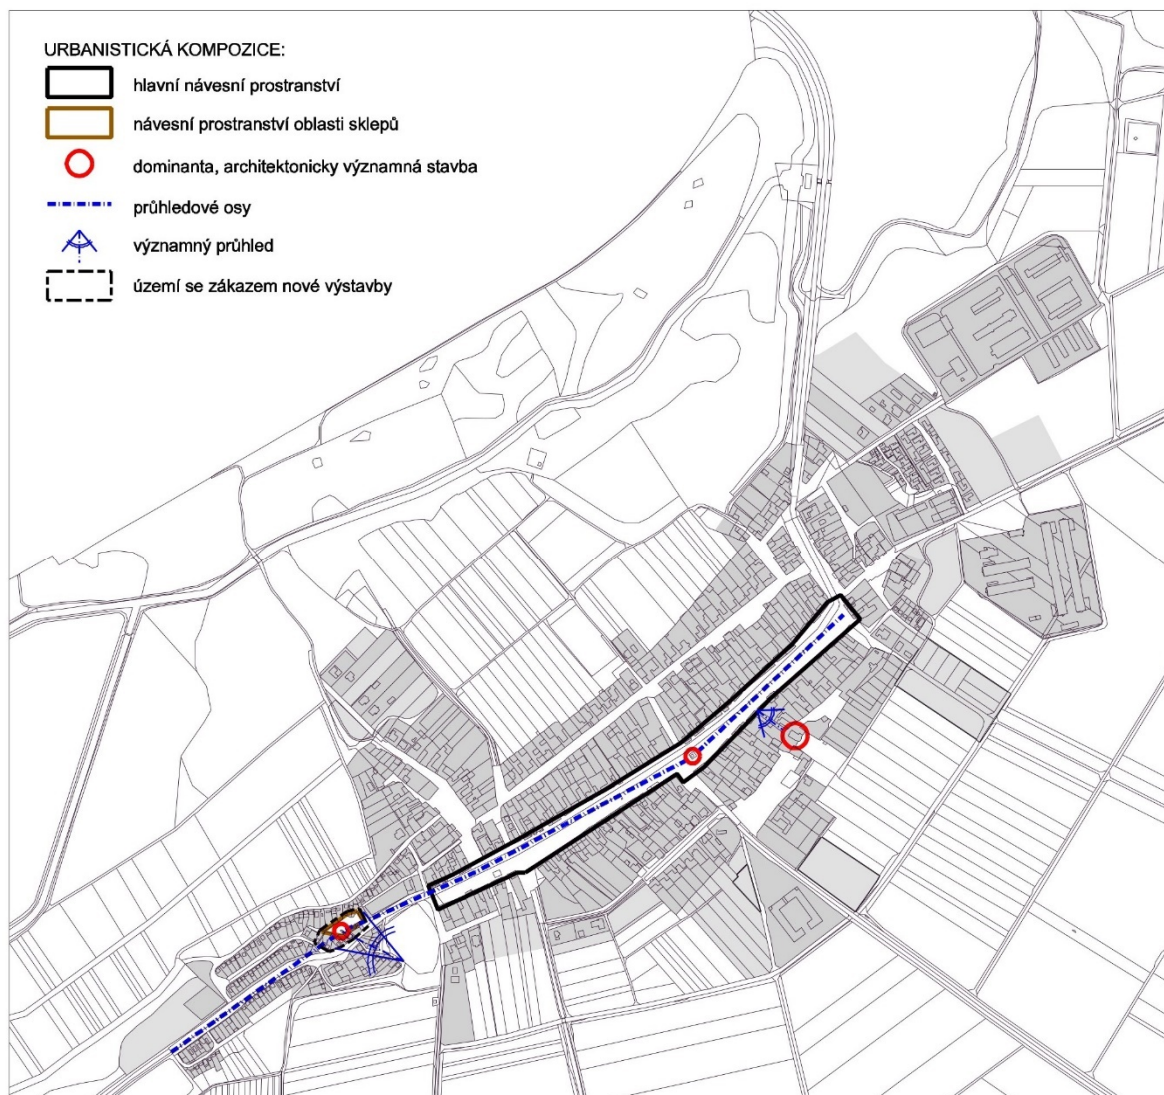 URBANISTICKÁ KOMPOZICE:
hlavní návesní prostranství
návesní prostranství oblasti sklepů
dominanta, architektonicky významná stavba
průhledové osy
významný průhled
území se zákazem nové výstavby